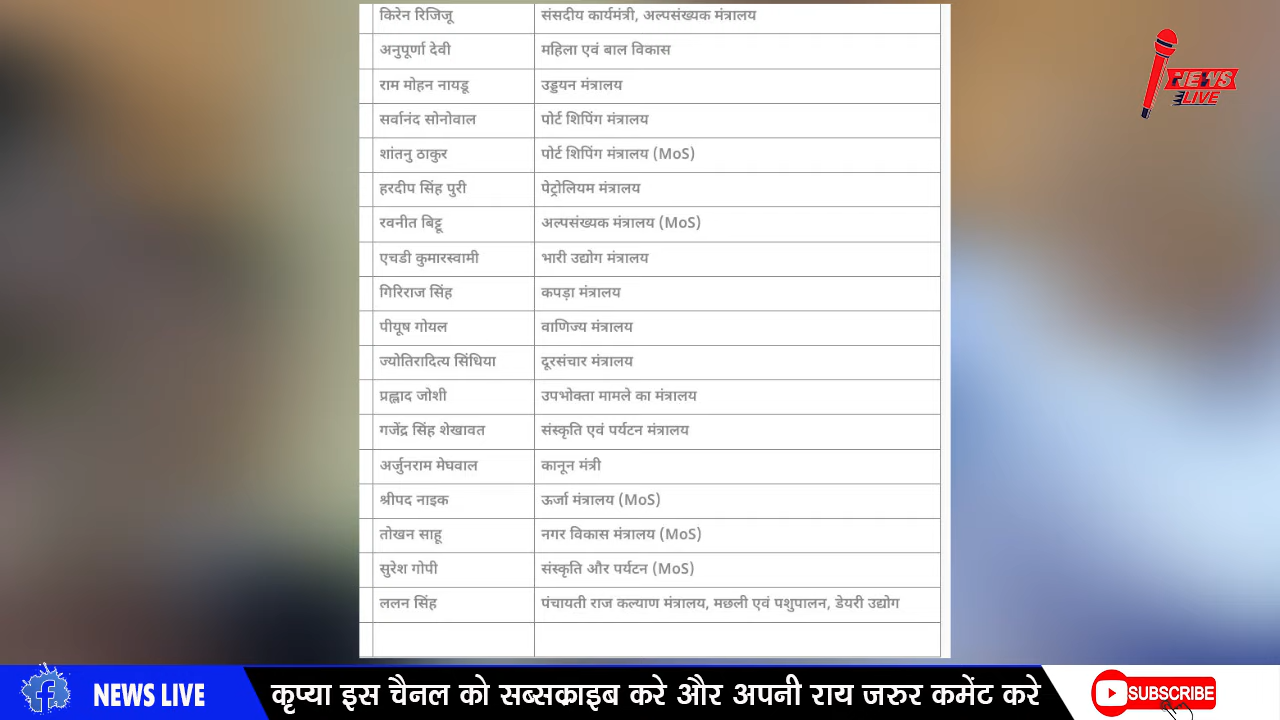 किरेन रिजिजू संसदीय कार्यमंत्री, अल्पसंख्यक मंत्रालय
अनुपूर्णा देवी महिला एवं बाल विकास
राम मोहन नायडू उड्डयन मंत्रालय
सर्वानंद सोनोवाल पोर्ट शिपिंग मंत्रालय
शांतनु ठाकुर पोर्ट शिपिंग मंत्रालय (MoS)
हरदीप सिंह पुरी पेट्रोलियम मंत्रालय
रवनीत बिट्टू अल्पसंख्यक मंत्रालय (MoS)
एचडी कुमारस्वामी भारी उद्योग मंत्रालय
गिरिराज सिंह कपड़ा मंत्रालय
पीयूष गोयल वाणिज्य मंत्रालय
ज्योतिरादित्य सिंधिया दूरसंचार मंत्रालय
प्रह्लाद जोशी उपभोक्ता मामले का मंत्रालय
गजेंद्र सिंह शेखावत संस्कृति एवं पर्यटन मंत्रालय
अर्जुनराम मेघवाल कानून मंत्री
श्रीपद नाइक ऊर्जा मंत्रालय (MoS)
तोखन साहू नगर विकास मंत्रालय (MoS)
सुरेश गोपी संस्कृति और पर्यटन (MoS)
ललन सिंह पंचायती राज कल्याण मंत्रालय, मछली एवं पशुपालन, डेयरी उद्योग
NEWS
LIVE
NEWS LIVE
कृप्या इस चैनल को सब्सक्राइब करे और अपनी राय जरुर कमेंट करे
SUBSCRIBE